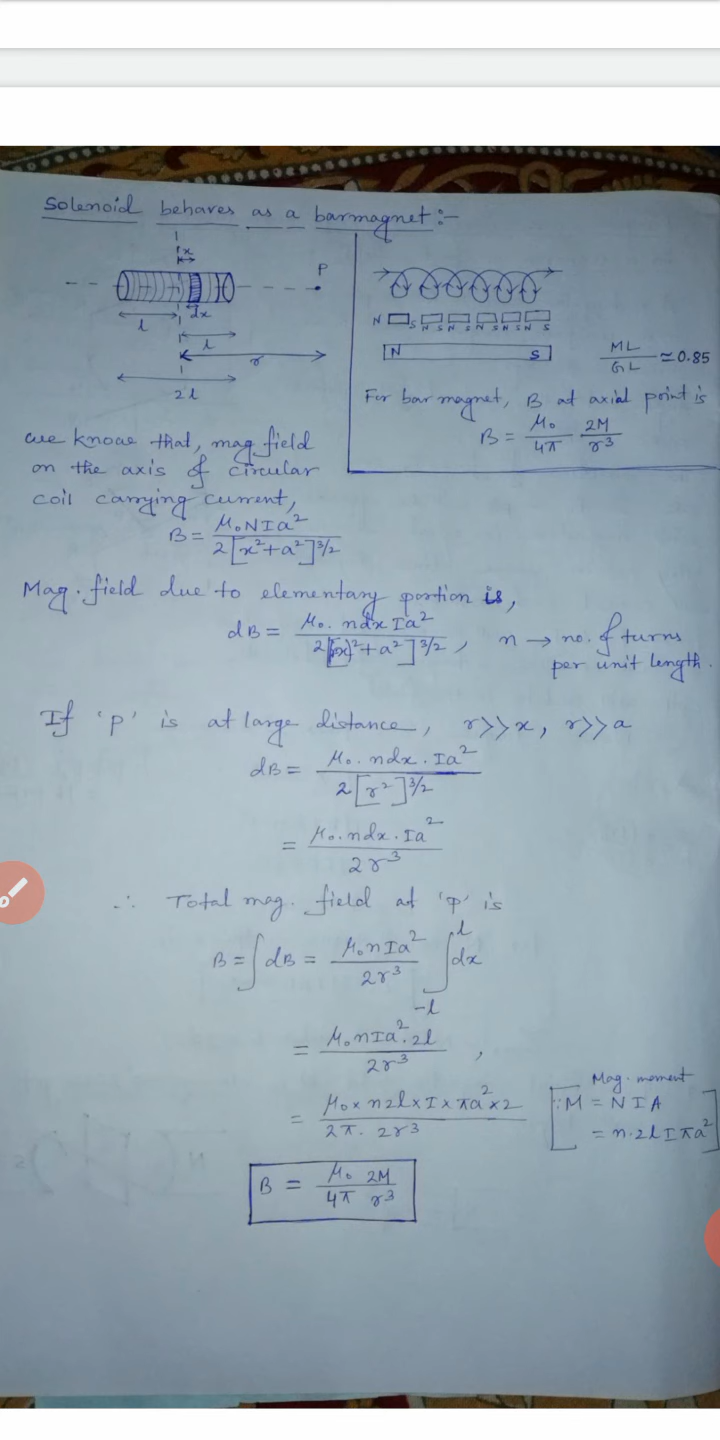 Solenoid behaves as a barmagnet:-
x
P
dx
l
l
r
2l
N S N S N S N S N S N S
N S
ML/GL ≃ 0.85
For bar magnet, B at axial point is
B = μ₀/4π 2M/r³
we know that, mag field
on the axis of circular
coil carrying current,
B = μ₀NIa²/2[x²+a²]^3/2
Mag. field due to elementary portion is,
dB = μ₀. ndx Ia²/2[(x)²+a²]^3/2, n → no. of turns
per unit length.
If 'p' is at large distance, r>>x, r>>a
dB = μ₀. ndx. Ia²/2[r²]^3/2
= μ₀. ndx. Ia²/2r³
∴ Total mag. field at 'p' is
B = ∫dB = μ₀nIa²/2r³ ∫₋ₗˡ dx
= μ₀nIa². 2l/2r³ ,
= μ₀ × n2l × I × πa² × 2/2π. 2r³
Mag. moment
[∵ M = NIA
= n.2l I πa²]
B = μ₀/4π 2M/r³